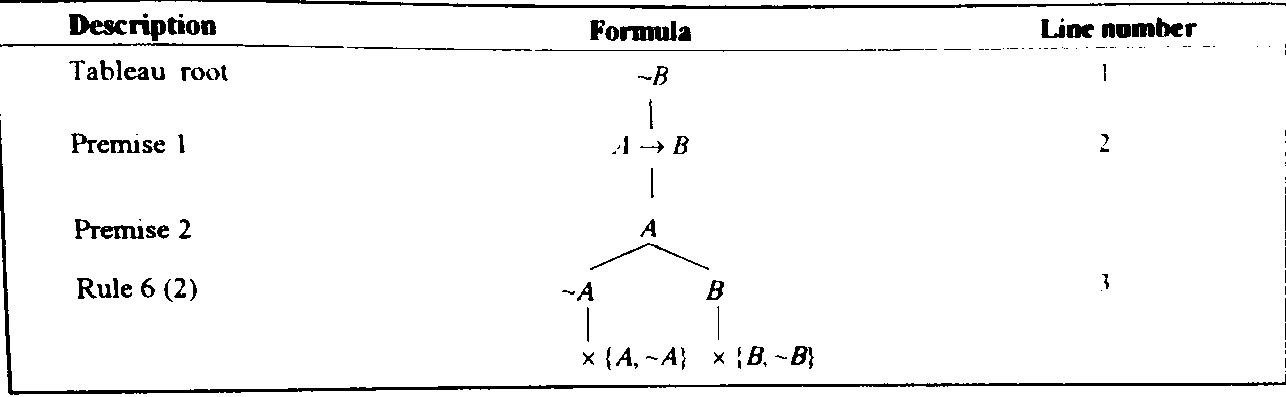 Description Formula Line number
Tableau root ~B 1
Premise 1 A → B 2
Premise 2 A
Rule 6 (2) ~A B 3
× {A, ~A} × {B, ~B}